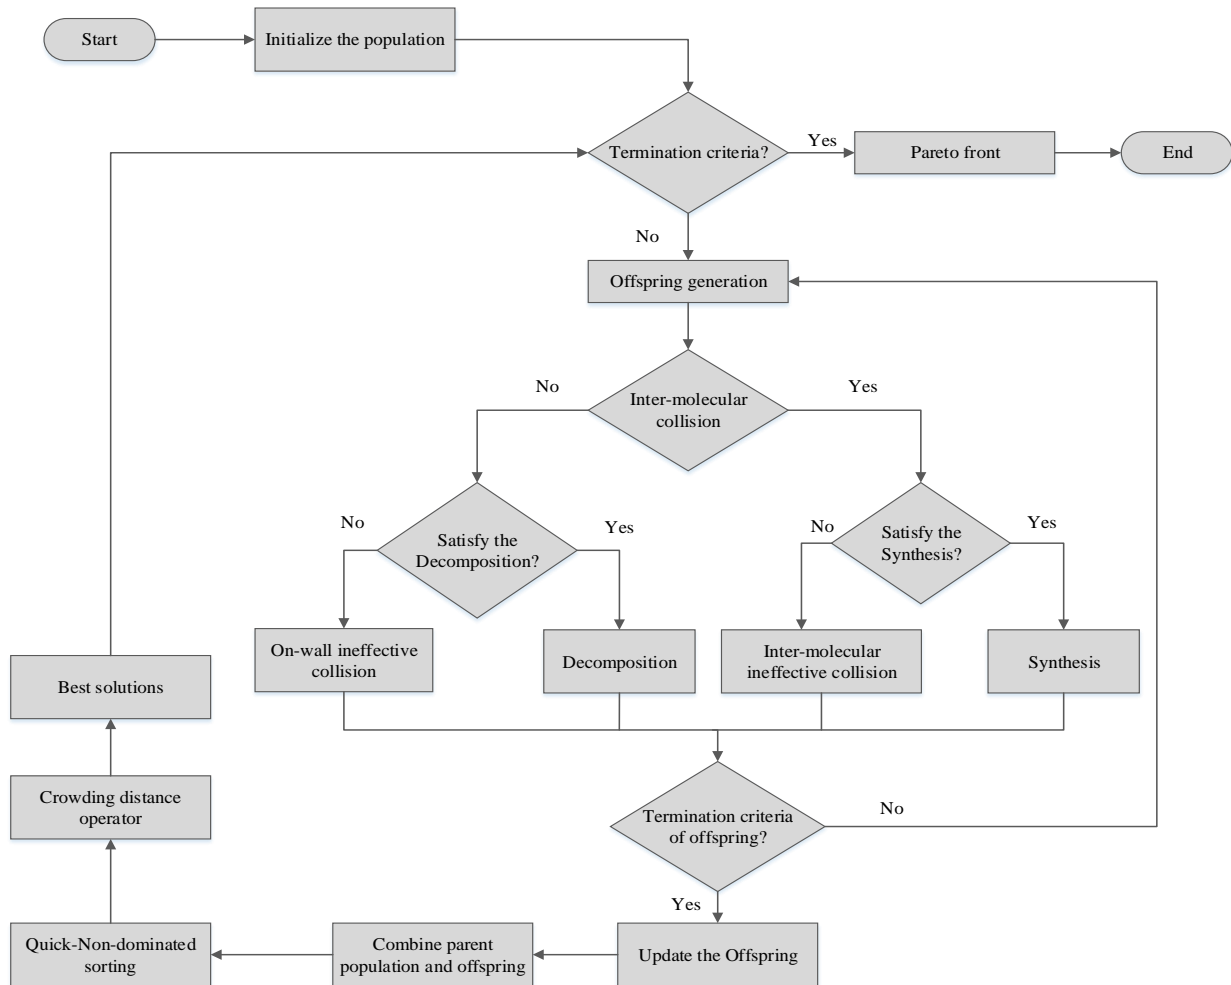 Start
Initialize the population
Termination criteria?
Yes
Pareto front
End
No
Offspring generation
No
Yes
Inter-molecular
collision
No
Yes
Satisfy the
Decomposition?
No
Yes
Satisfy the
Synthesis?
On-wall ineffective
collision
Decomposition
Inter-molecular
ineffective collision
Synthesis
Best solutions
Crowding distance
operator
Termination criteria
of offspring?
No
Yes
Quick-Non-dominated
sorting
Combine parent
population and offspring
Update the Offspring